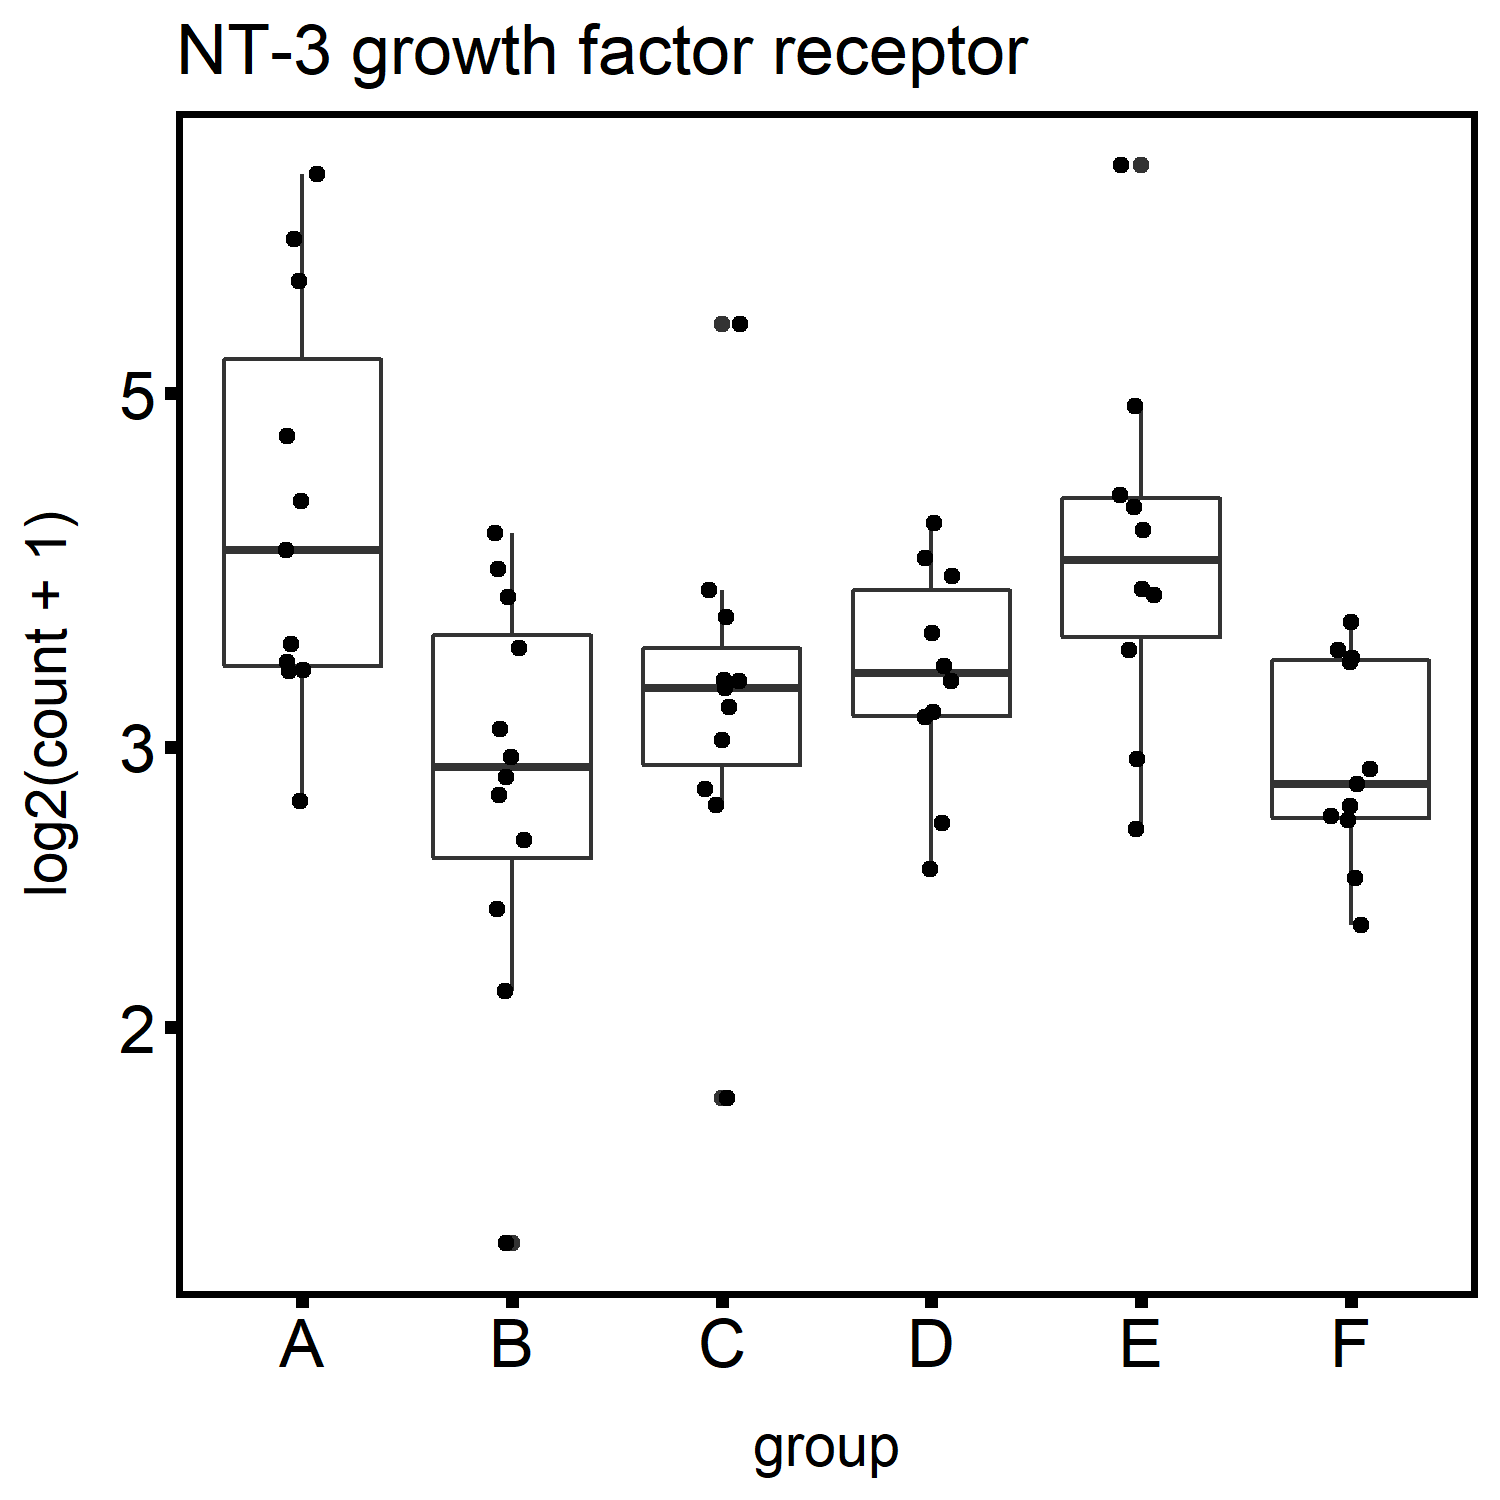 NT-3 growth factor receptor
log2(count + 1)
5
3
2
A B C D E F
group